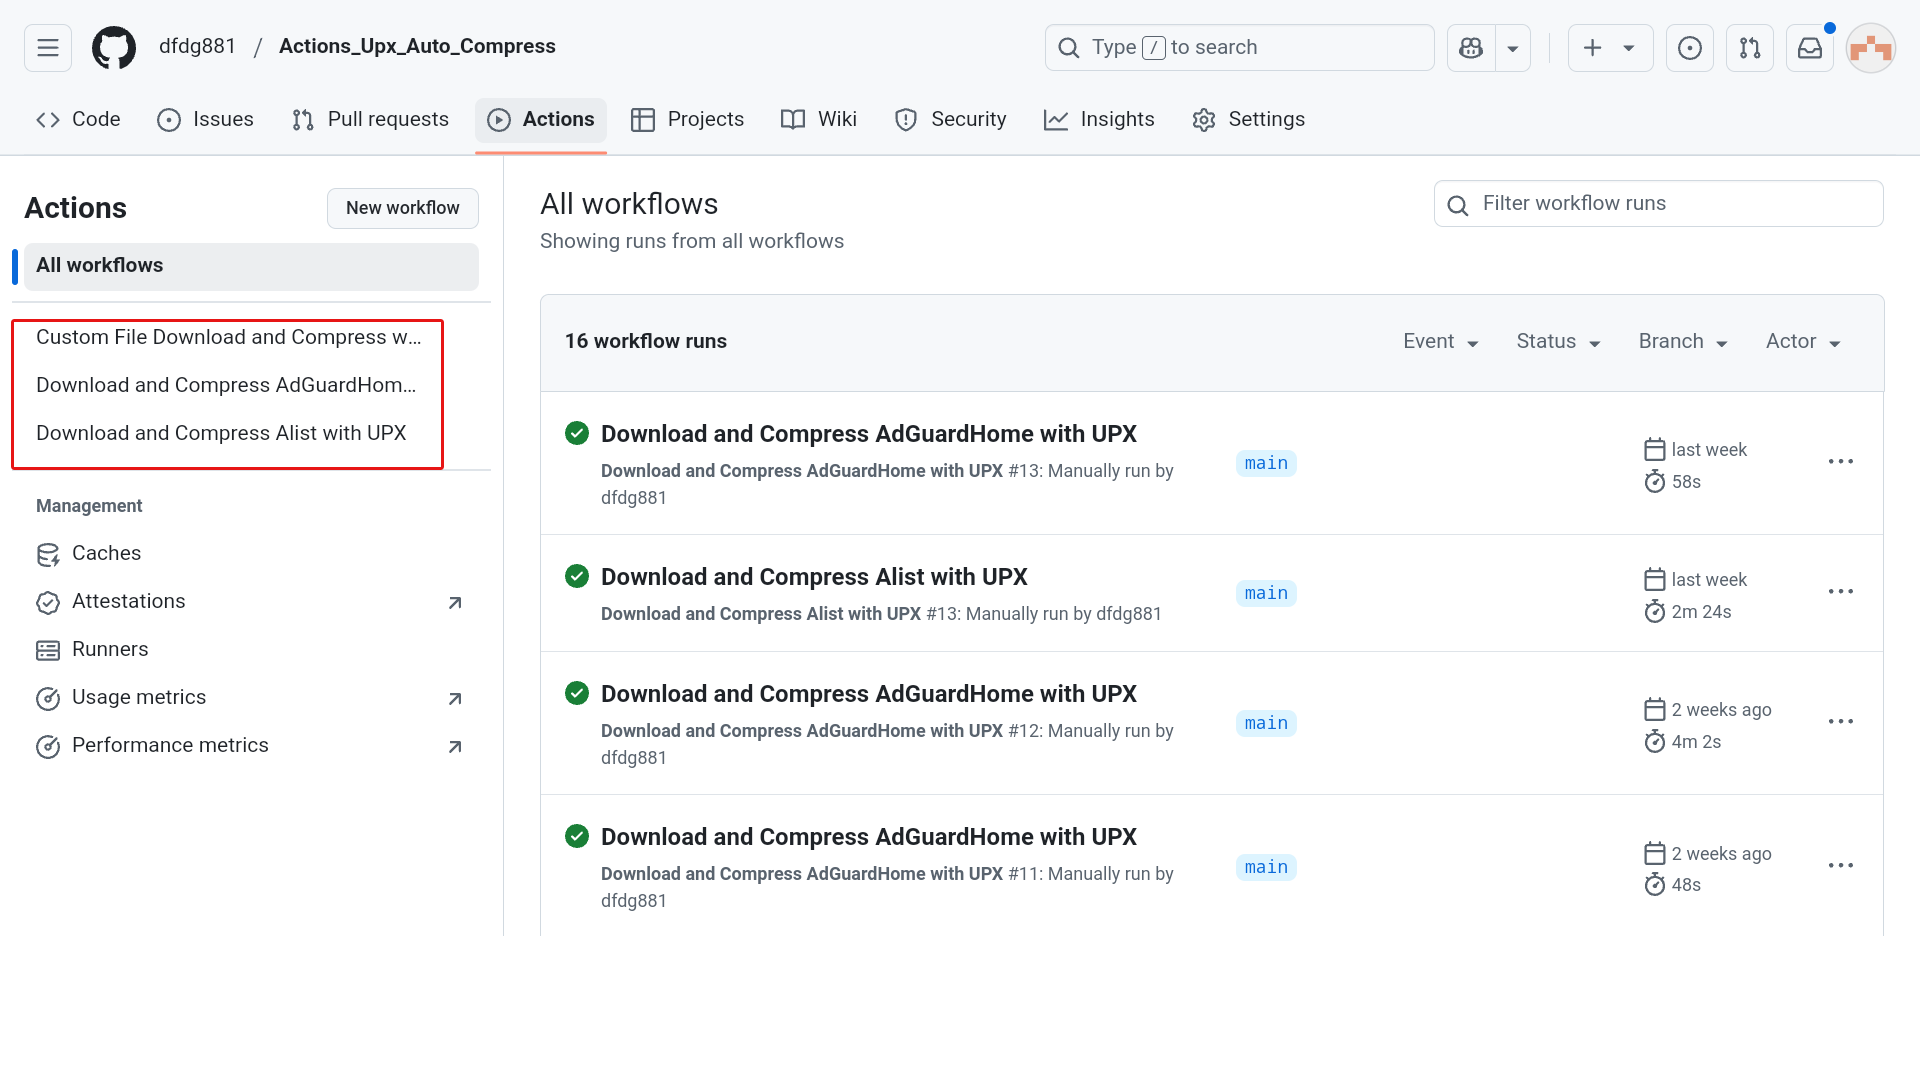 dfdg881 / Actions_Upx_Auto_Compress
Type / to search
Code
Issues
Pull requests
Actions
Projects
Wiki
Security
Insights
Settings
Actions
New workflow
All workflows
Custom File Download and Compress w...
Download and Compress AdGuardHom...
Download and Compress Alist with UPX
Management
Caches
Attestations
Runners
Usage metrics
Performance metrics
All workflows
Showing runs from all workflows
Filter workflow runs
16 workflow runs
Event
Status
Branch
Actor
Download and Compress AdGuardHome with UPX
Download and Compress AdGuardHome with UPX #13: Manually run by
dfdg881
main
last week
58s
Download and Compress Alist with UPX
Download and Compress Alist with UPX #13: Manually run by dfdg881
main
last week
2m 24s
Download and Compress AdGuardHome with UPX
Download and Compress AdGuardHome with UPX #12: Manually run by
dfdg881
main
2 weeks ago
4m 2s
Download and Compress AdGuardHome with UPX
Download and Compress AdGuardHome with UPX #11: Manually run by
dfdg881
main
2 weeks ago
48s